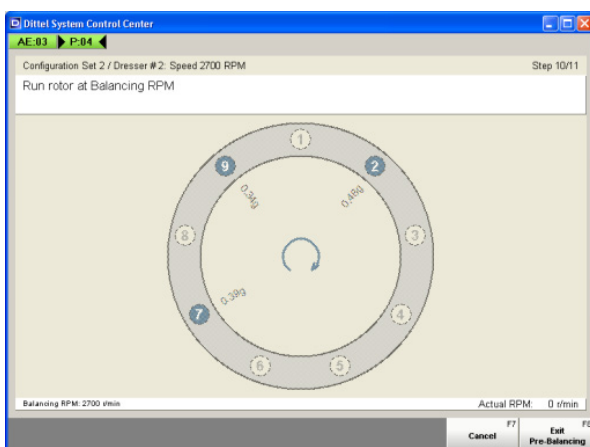 Dittel System Control Center
AE:03 P:04
Configuration Set 2 / Dresser #2: Speed 2700 RPM Step 10/11
Run rotor at Balancing RPM
1
9 2
0.34g 0.48g
8 3
0.39g
7 4
6 5
Balancing RPM: 2700 r/min Actual RPM: 0 r/min
F7 F8
Cancel Exit
Pre-Balancing